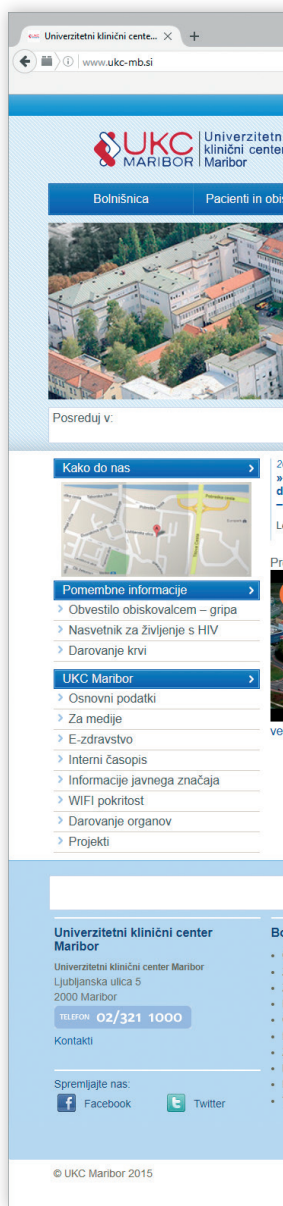 Univerzitetni klinični cente...
www.ukc-mb.si
UKC
MARIBOR
Univerzitetn
klinični center
Maribor
Bolnišnica
Pacienti in obis
Posreduj v:
Kako do nas
Pomembne informacije
Obvestilo obiskovalcem – gripa
Nasvetnik za življenje s HIV
Darovanje krvi
UKC Maribor
Osnovni podatki
Za medije
E-zdravstvo
Interni časopis
Informacije javnega značaja
WIFI pokritost
Darovanje organov
Projekti
Univerzitetni klinični center
Maribor
Univerzitetni klinični center Maribor
Ljubljanska ulica 5
2000 Maribor
TELEFON 02/321 1000
Kontakti
Spremljajte nas:
Facebook
Twitter
© UKC Maribor 2015